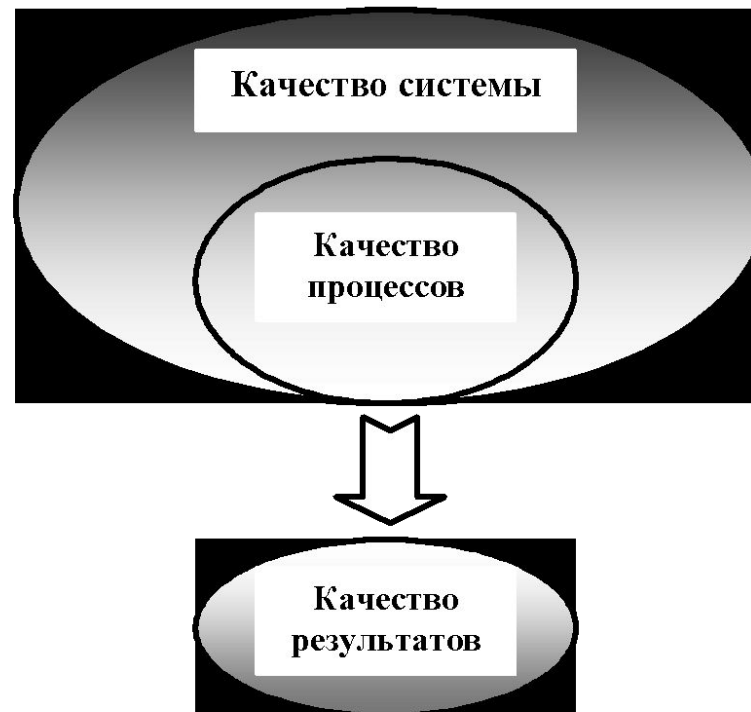 Качество системы
Качество
процессов
Качество
результатов